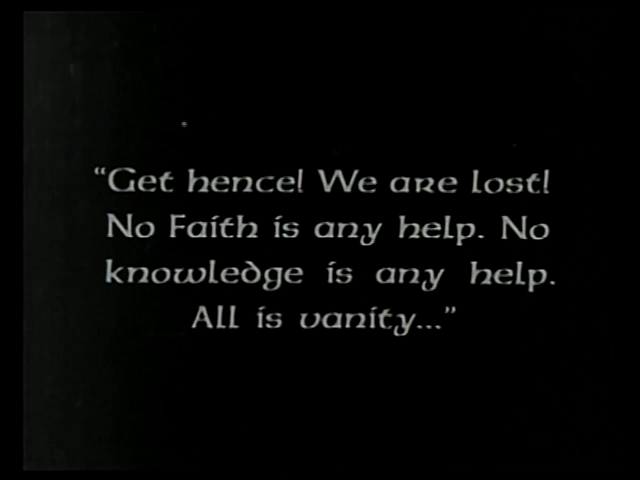 “Get hence! We are lost!
No Faith is any help. No
knowledge is any help.
All is vanity...”